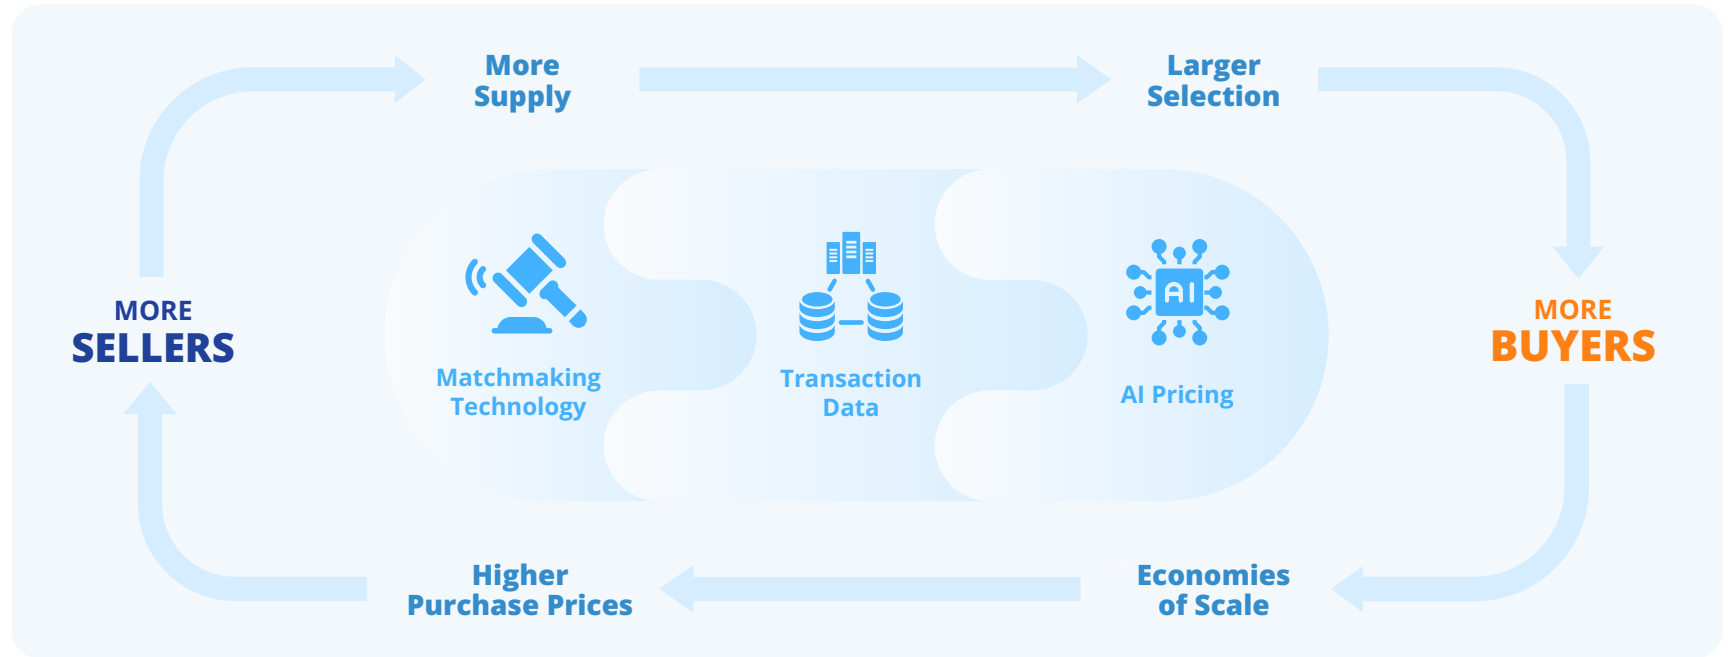 More
Supply
Larger
Selection
MORE
SELLERS
Matchmaking
Technology
Transaction
Data
AI
AI Pricing
MORE
BUYERS
Higher
Purchase Prices
Economies
of Scale